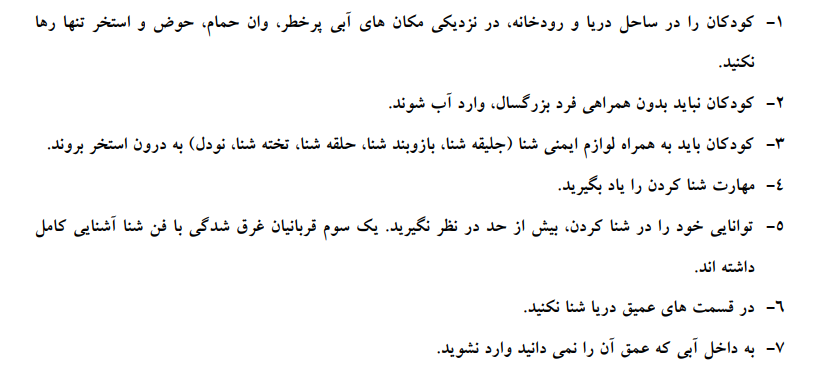 ۱- کودکان را در ساحل دریا و رودخانه، در نزدیکی مکان های آبی پرخطر، وان حمام، حوض و استخر تنها رها
نکنید.
۲- کودکان نباید بدون همراهی فرد بزرگسال، وارد آب شوند.
۳- کودکان باید به همراه لوازم ایمنی شنا (جلیقه شنا، بازوبند شنا، حلقه شنا، تخته شنا، نودل) به درون استخر بروند.
٤- مهارت شنا کردن را یاد بگیرید.
٥- توانایی خود را در شنا کردن، بیش از حد در نظر نگیرید. یک سوم قربانیان غرق شدگی با فن شنا آشنایی کامل
داشته اند.
٦- در قسمت های عمیق دریا شنا نکنید.
۷- به داخل آبی که عمق آن را نمی دانید وارد نشوید.